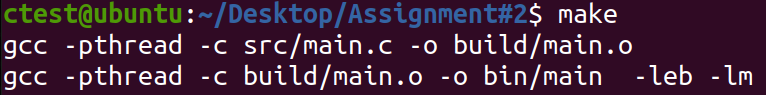 ctest@ubuntu:~/Desktop/Assignment#2$ make
gcc -pthread -c src/main.c -o build/main.o
gcc -pthread -c build/main.o -o bin/main  -leb -lm